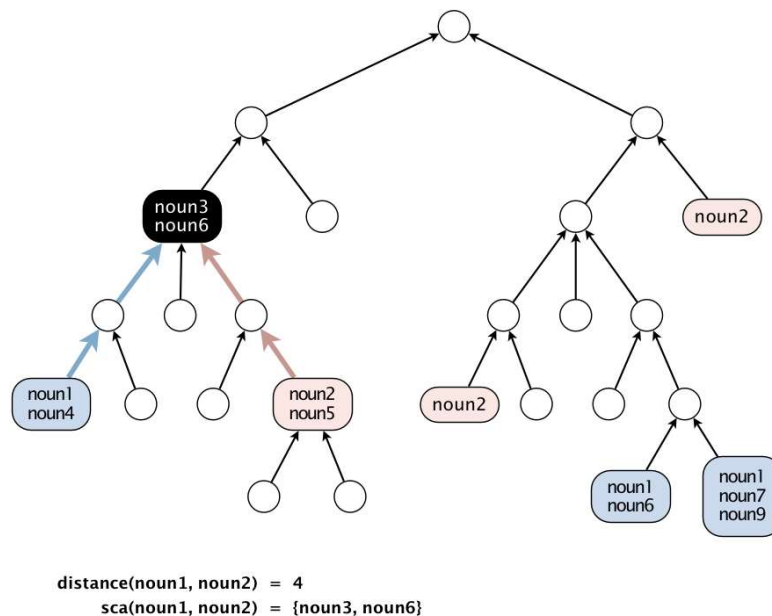 noun3
noun6
noun2
noun1
noun4
noun2
noun5
noun2
noun1
noun6
noun1
noun7
noun9
distance(noun1, noun2) = 4
sca(noun1, noun2) = {noun3, noun6}